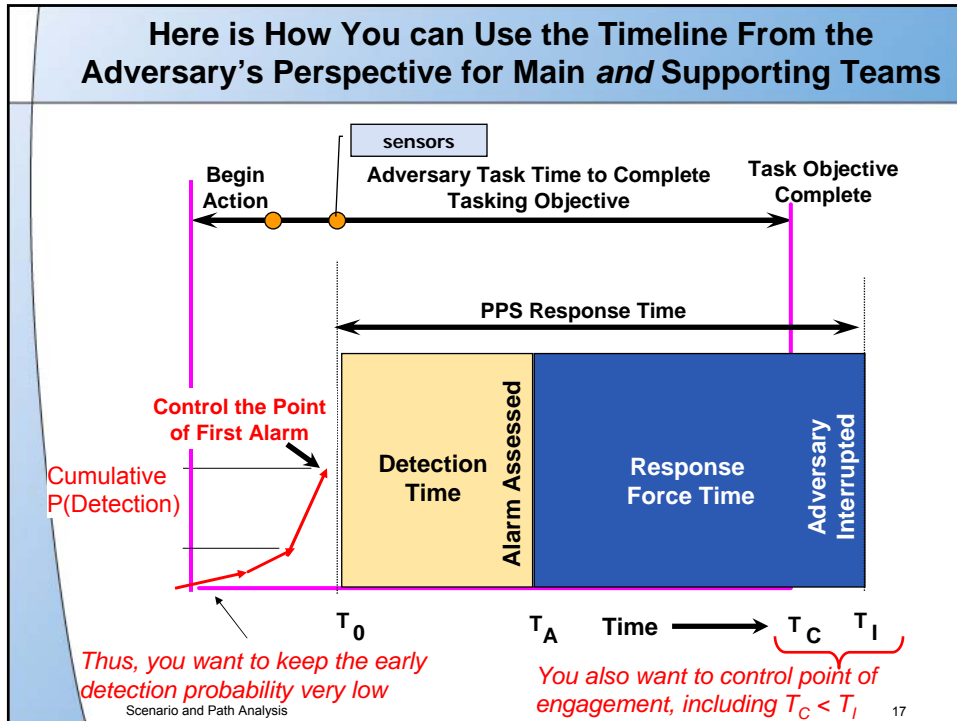 Here is How You can Use the Timeline From the
Adversary's Perspective for Main and Supporting Teams
sensors
Begin
Action
Adversary Task Time to Complete
Tasking Objective
Task Objective
Complete
PPS Response Time
Control the Point
of First Alarm
Cumulative
P(Detection)
Detection
Time
Alarm Assessed
Response
Force Time
Adversary
Interrupted
T0
TA
Time
TC
TI
Thus, you want to keep the early
detection probability very low
You also want to control point of
engagement, including TC < TI
Scenario and Path Analysis
17